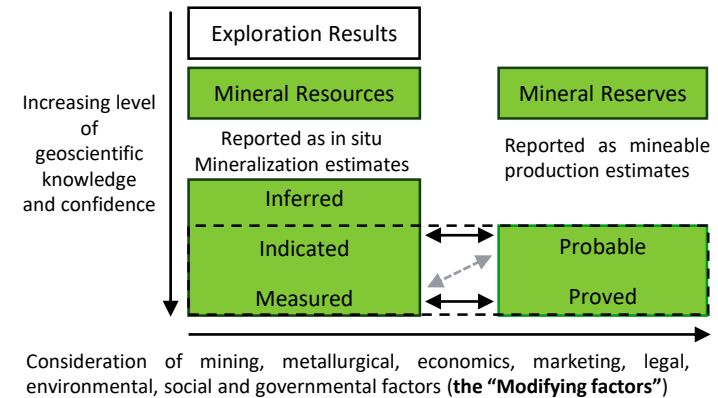 Exploration Results
Mineral Resources
Mineral Reserves
Increasing level
of
geoscientific
knowledge
and confidence
Reported as in situ
Mineralization estimates
Reported as mineable
production estimates
Inferred
Indicated
Measured
Probable
Proved
Consideration of mining, metallurgical, economics, marketing, legal,
environmental, social and governmental factors (the “Modifying factors”)